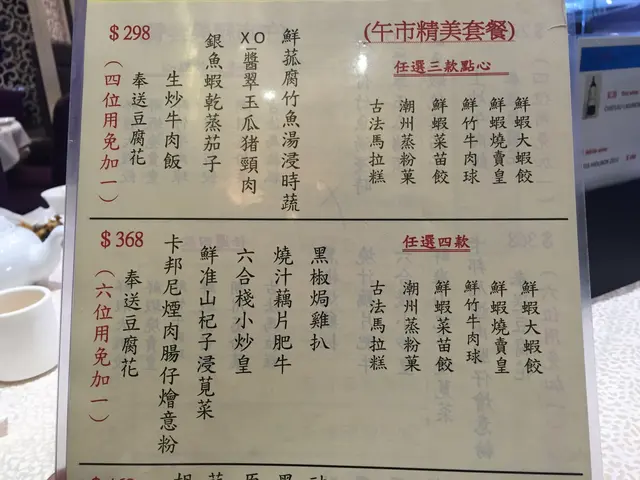 (午市精美套餐)
任選三款點心
鮮蝦大蝦餃
鮮蝦燒賣皇
鮮竹牛肉球
鮮蝦菜苗餃
潮州蒸粉菓
古法馬拉糕
鮮菰腐竹魚湯浸時蔬
XO醬翠玉瓜猪頸肉
銀魚蝦乾蒸茄子
生炒牛肉飯
奉送豆腐花
$298
(四位用免加一)
任選四款
鮮蝦大蝦餃
鮮蝦燒賣皇
鮮竹牛肉球
鮮蝦菜苗餃
潮州蒸粉菓
古法馬拉糕
黑椒焗雞扒
燒汁藕片肥牛
六合棧小炒皇
鮮准山杞子浸莧菜
卡邦尼煙肉腸仔燴意粉
奉送豆腐花
$368
(六位用免加一)